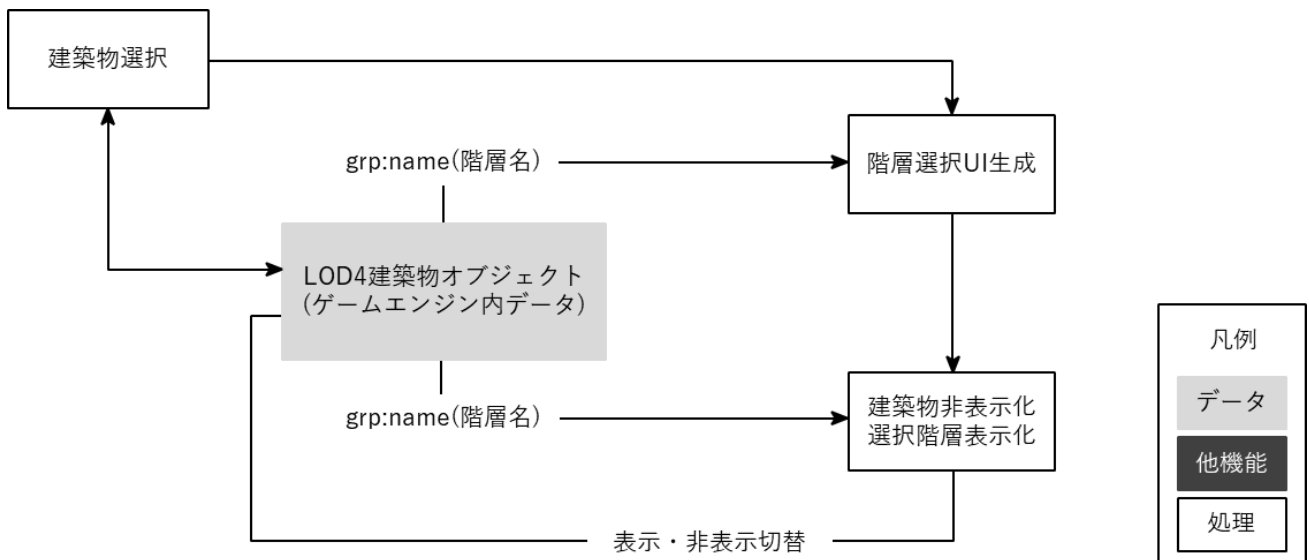 建築物選択
grp:name(階層名)
階層選択UI生成
LOD4建築物オブジェクト
(ゲームエンジン内データ)
grp:name(階層名)
建築物非表示化
選択階層表示化
表示・非表示切替
凡例
データ
他機能
処理